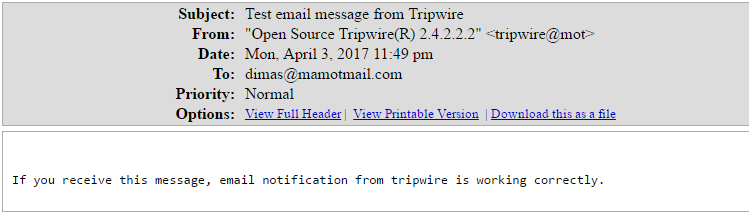 Subject: Test email message from Tripwire
From: "Open Source Tripwire(R) 2.4.2.2.2" <tripwire@mot>
Date: Mon, April 3, 2017 11:49 pm
To: dimas@mamotmail.com
Priority: Normal
Options: View Full Header | View Printable Version | Download this as a file
If you receive this message, email notification from tripwire is working correctly.